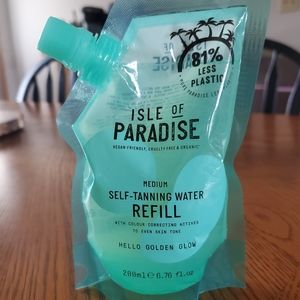 81%
LESS
PLASTIC
ISLE OF
PARADISE
VEGAN FRIENDLY, CRUELTY FREE & ORGANIC
MEDIUM
SELF-TANNING WATER
REFILL
WITH COLOUR CORRECTING ACTIVES
TO EVEN SKIN TONE
HELLO GOLDEN GLOW
200ml e 6.76 fl.oz